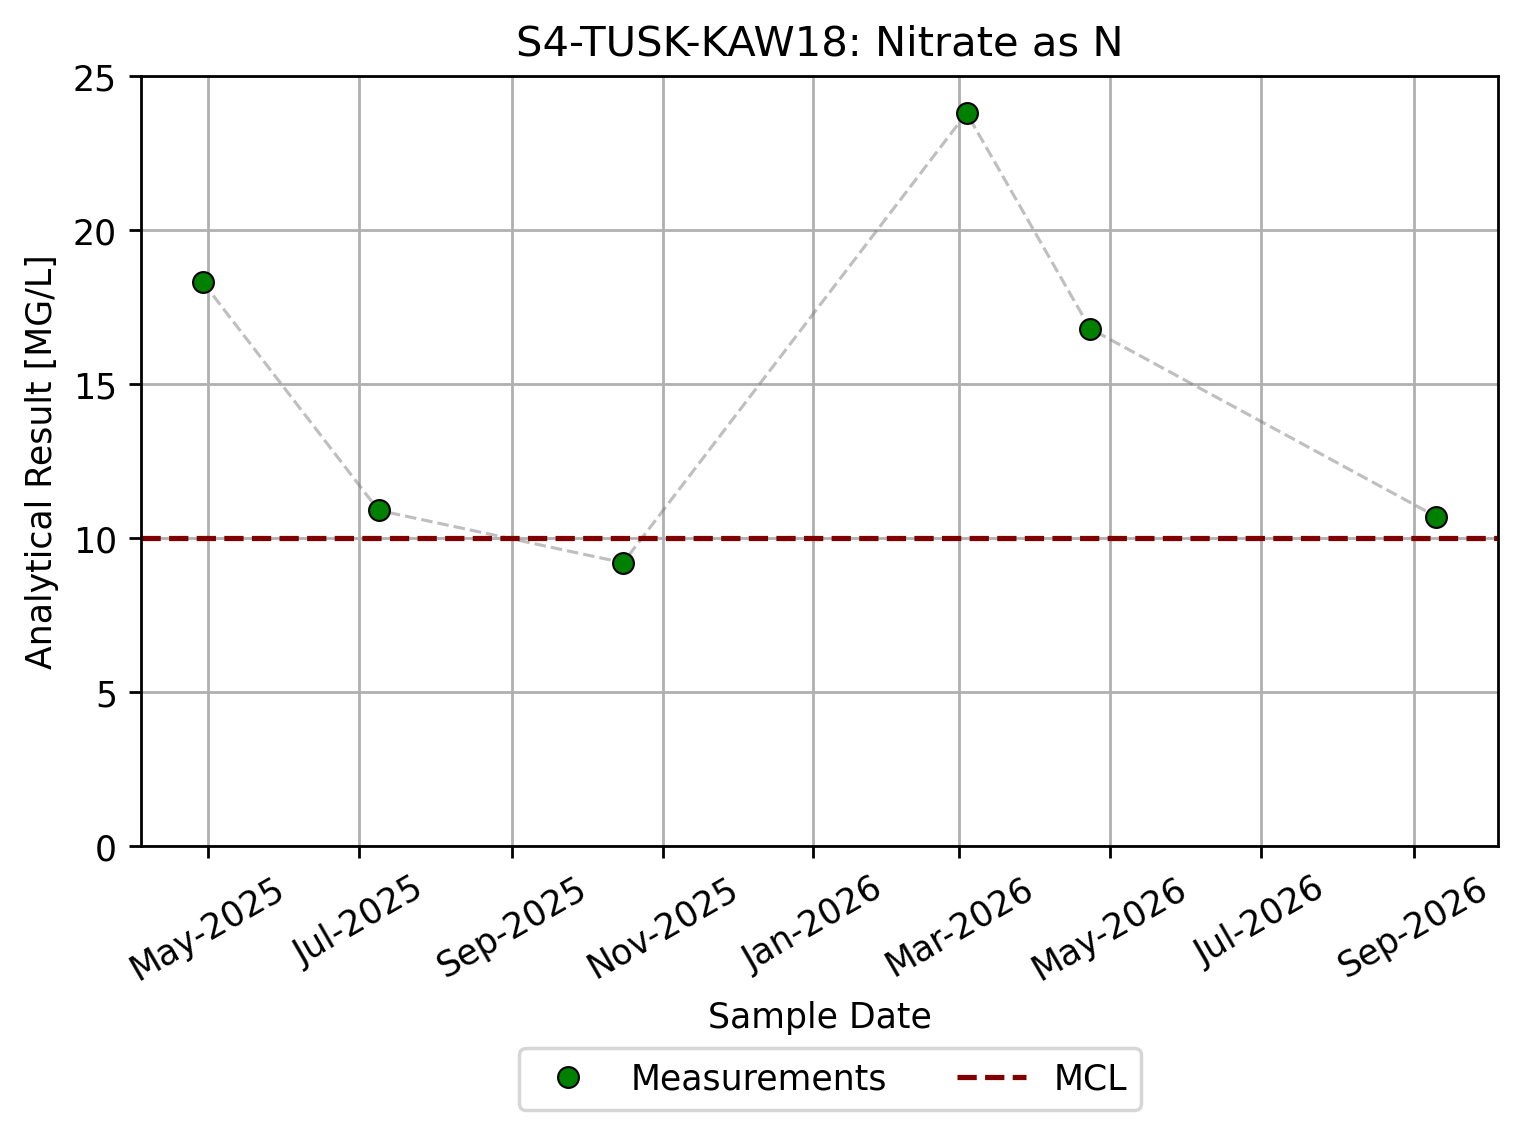 S4-TUSK-KAW18: Nitrate as N
25
20
15
10
5
0
Analytical Result [MG/L]
May-2025
Jul-2025
Sep-2025
Nov-2025
Jan-2026
Mar-2026
May-2026
Jul-2026
Sep-2026
Sample Date
Measurements
MCL